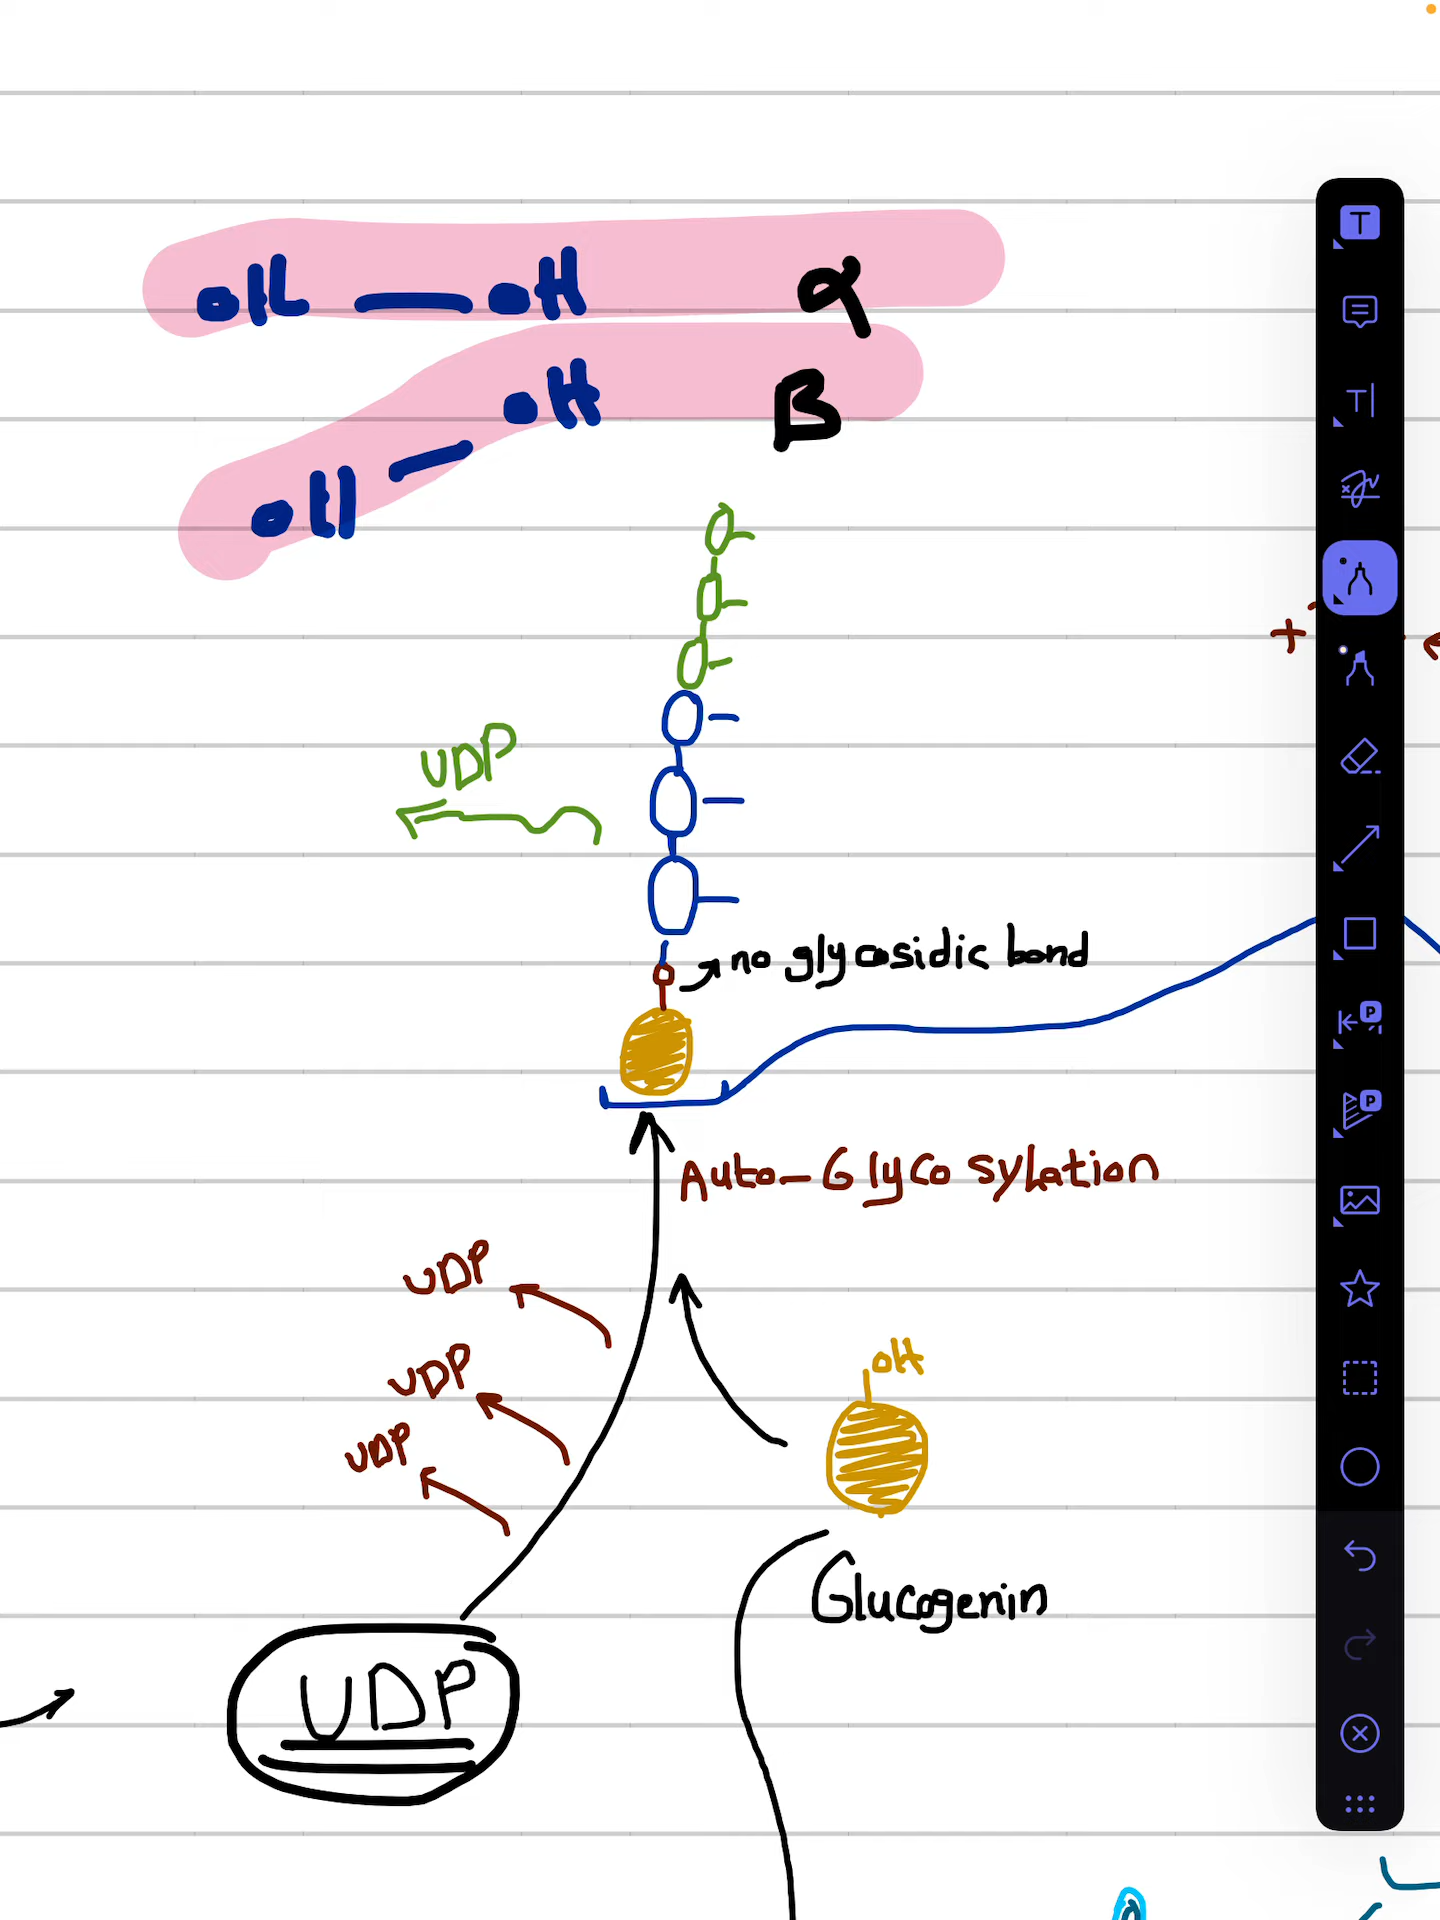 OH — OH α
OH — OH B
UDP
no glycosidic bond
Auto-Glycosylation
UDP
UDP
UDP
OH
Glucogenin
UDP
+